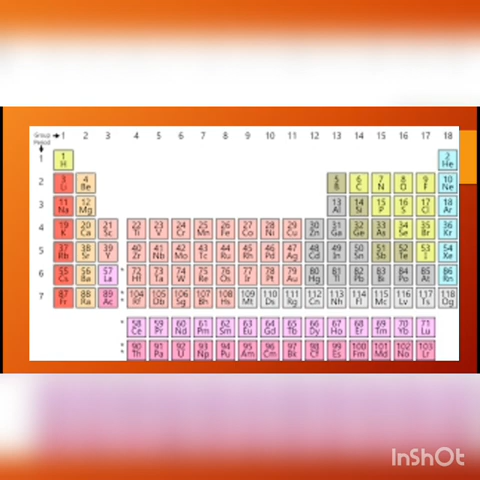 Group → 1 2 3 4 5 6 7 8 9 10 11 12 13 14 15 16 17 18
Period
1 1 2
H He
2 3 4 5 6 7 8 9 10
Li Be B C N O F Ne
3 11 12 13 14 15 16 17 18
Na Mg Al Si P S Cl Ar
4 19 20 21 22 23 24 25 26 27 28 29 30 31 32 33 34 35 36
K Ca Sc Ti V Cr Mn Fe Co Ni Cu Zn Ga Ge As Se Br Kr
5 37 38 39 40 41 42 43 44 45 46 47 48 49 50 51 52 53 54
Rb Sr Y Zr Nb Mo Tc Ru Rh Pd Ag Cd In Sn Sb Te I Xe
6 55 56 57 * 72 73 74 75 76 77 78 79 80 81 82 83 84 85 86
Cs Ba La Hf Ta W Re Os Ir Pt Au Hg Tl Pb Bi Po At Rn
7 87 88 89 * 104 105 106 107 108 109 110 111 112 113 114 115 116 117 118
Fr Ra Ac * Rf Db Sg Bh Hs Mt Ds Rg Cn Nh Fl Mc Lv Ts Og
* 58 59 60 61 62 63 64 65 66 67 68 69 70 71
Ce Pr Nd Pm Sm Eu Gd Tb Dy Ho Er Tm Yb Lu
* 90 91 92 93 94 95 96 97 98 99 100 101 102 103
* Th Pa U Np Pu Am Cm Bk Cf Es Fm Md No Lr
InShOt